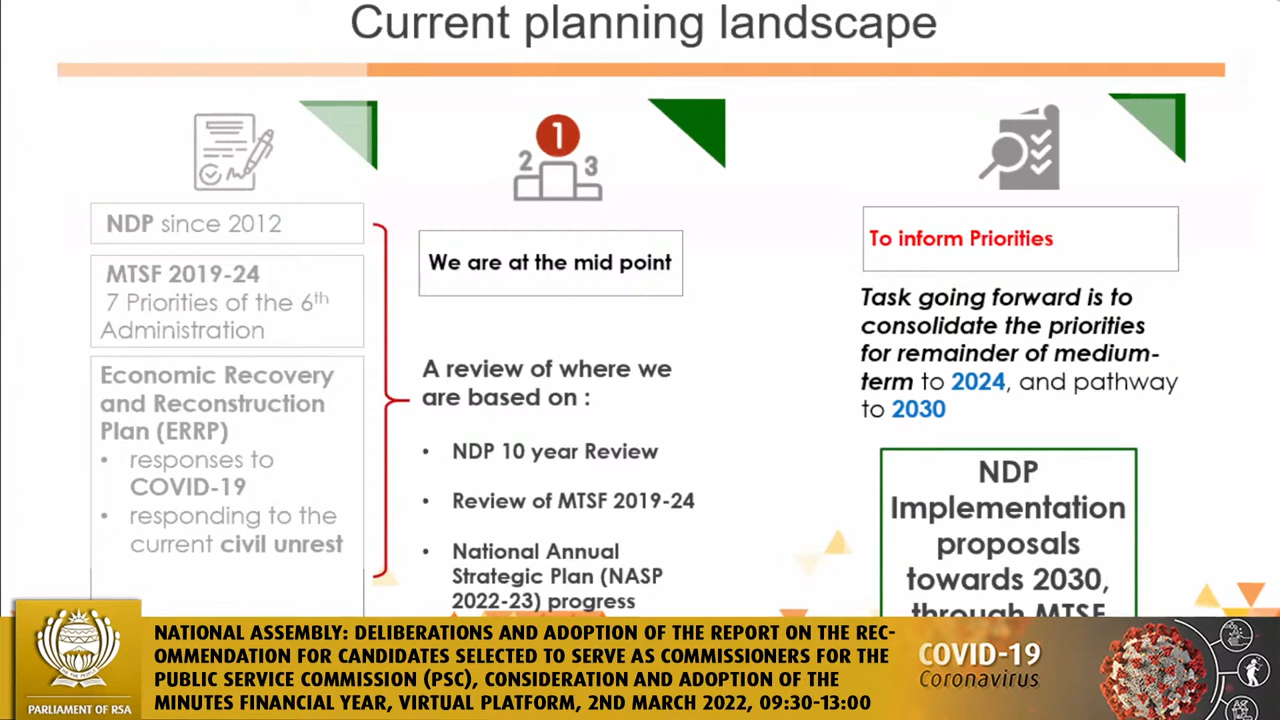 Current planning landscape
NDP since 2012
MTSF 2019-24
7 Priorities of the 6th
Administration
Economic Recovery
and Reconstruction
Plan (ERRP)
• responses to
COVID-19
• responding to the
current civil unrest
1
2 3
We are at the mid point
A review of where we
are based on :
• NDP 10 year Review
• Review of MTSF 2019-24
• National Annual
Strategic Plan (NASP
2022-23) progress
To inform Priorities
Task going forward is to
consolidate the priorities
for remainder of medium-
term to 2024, and pathway
to 2030
NDP
Implementation
proposals
towards 2030,
through MTSF
PARLIAMENT OF RSA
NATIONAL ASSEMBLY: DELIBERATIONS AND ADOPTION OF THE REPORT ON THE REC-
OMMENDATION FOR CANDIDATES SELECTED TO SERVE AS COMMISSIONERS FOR THE
PUBLIC SERVICE COMMISSION (PSC), CONSIDERATION AND ADOPTION OF THE
MINUTES FINANCIAL YEAR, VIRTUAL PLATFORM, 2ND MARCH 2022, 09:30-13:00
COVID-19
Coronavirus